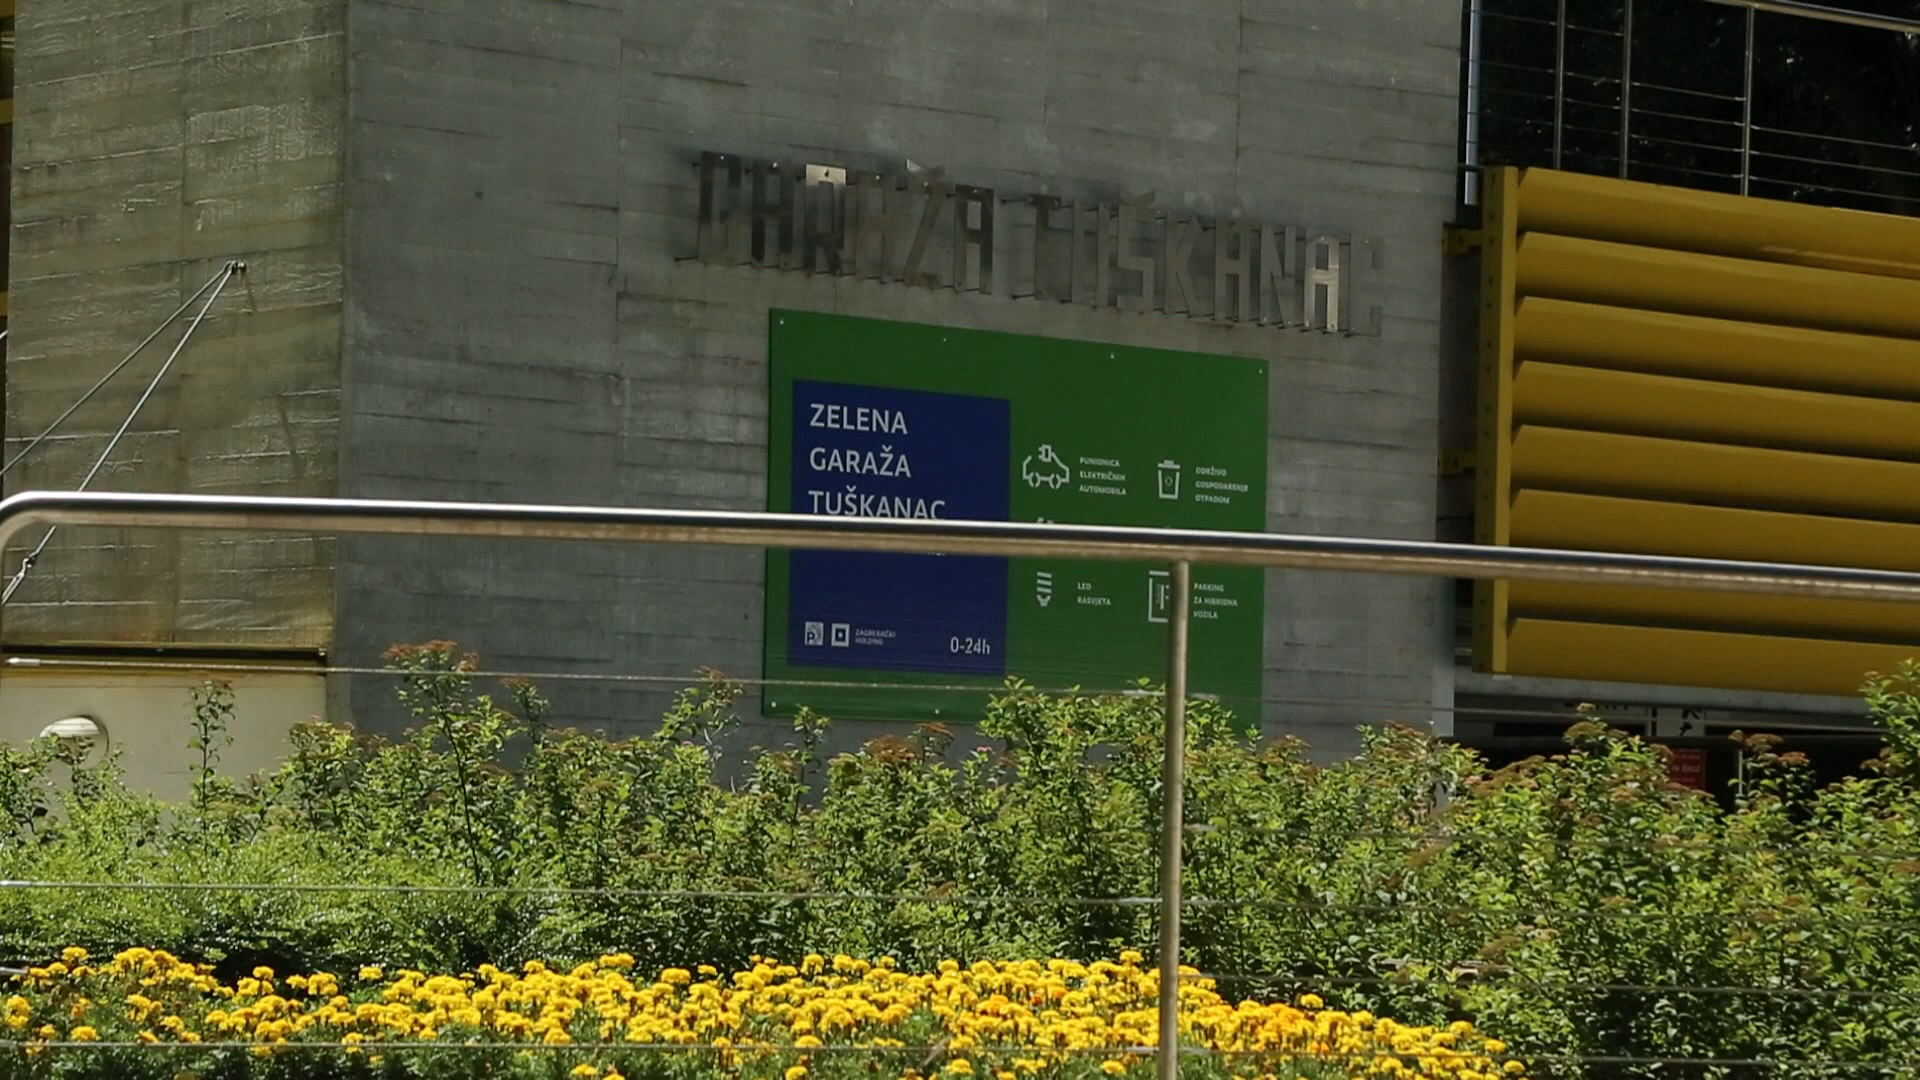 GARAŽA TUŠKANAC
ZELENA
GARAŽA
TUŠKANAC
PUNIONICA
ELEKTRIČNIH
AUTOMOBILA
ODRŽIVO
GOSPODARENJE
OTPADOM
LED
RASVJETA
PARKING
ZA HIBRIDNA
VOZILA
P
ZAGREBAČKI
HOLDING
0-24h